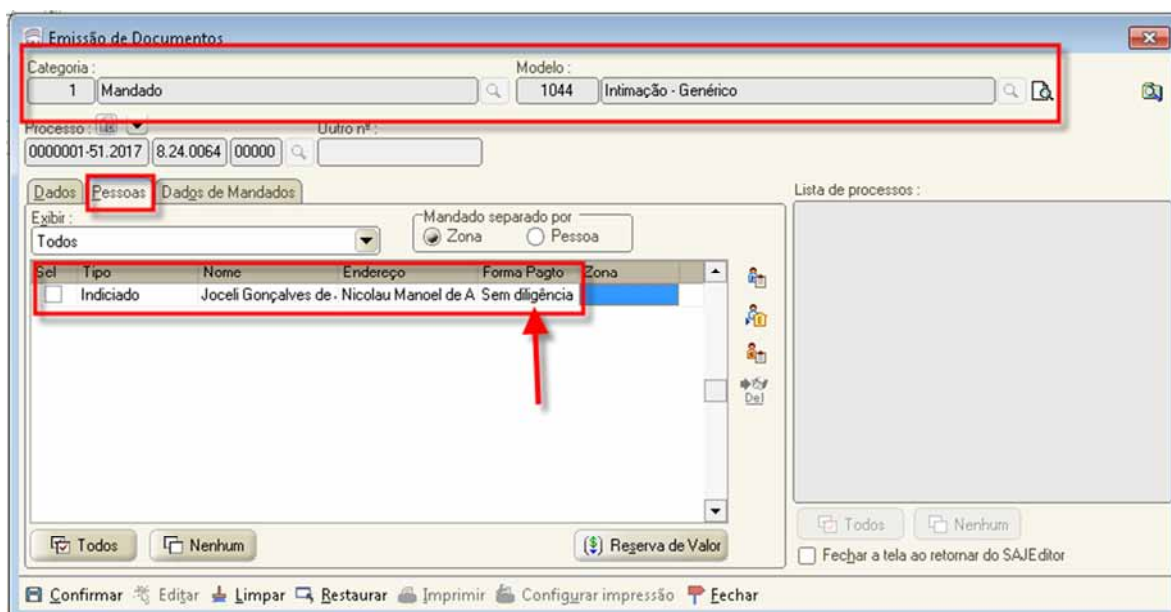 Emissão de Documentos
Categoria : Modelo :
1 Mandado 1044 Intimação - Genérico
Processo : Outro nº :
0000001-51.2017 8.24.0064 00000
Dados Pessoas Dados de Mandados Lista de processos :
Exibir : Mandado separado por
Todos Zona Pessoa
Sel Tipo Nome Endereço Forma Pagto Zona
Indiciado Joceli Gonçalves de Nicolau Manoel de A Sem diligência
Del
Todos Nenhum Reserva de Valor Todos Nenhum
Fechar a tela ao retornar do SAJEditor
Confirmar Editar Limpar Restaurar Imprimir Configurar impressão Fechar